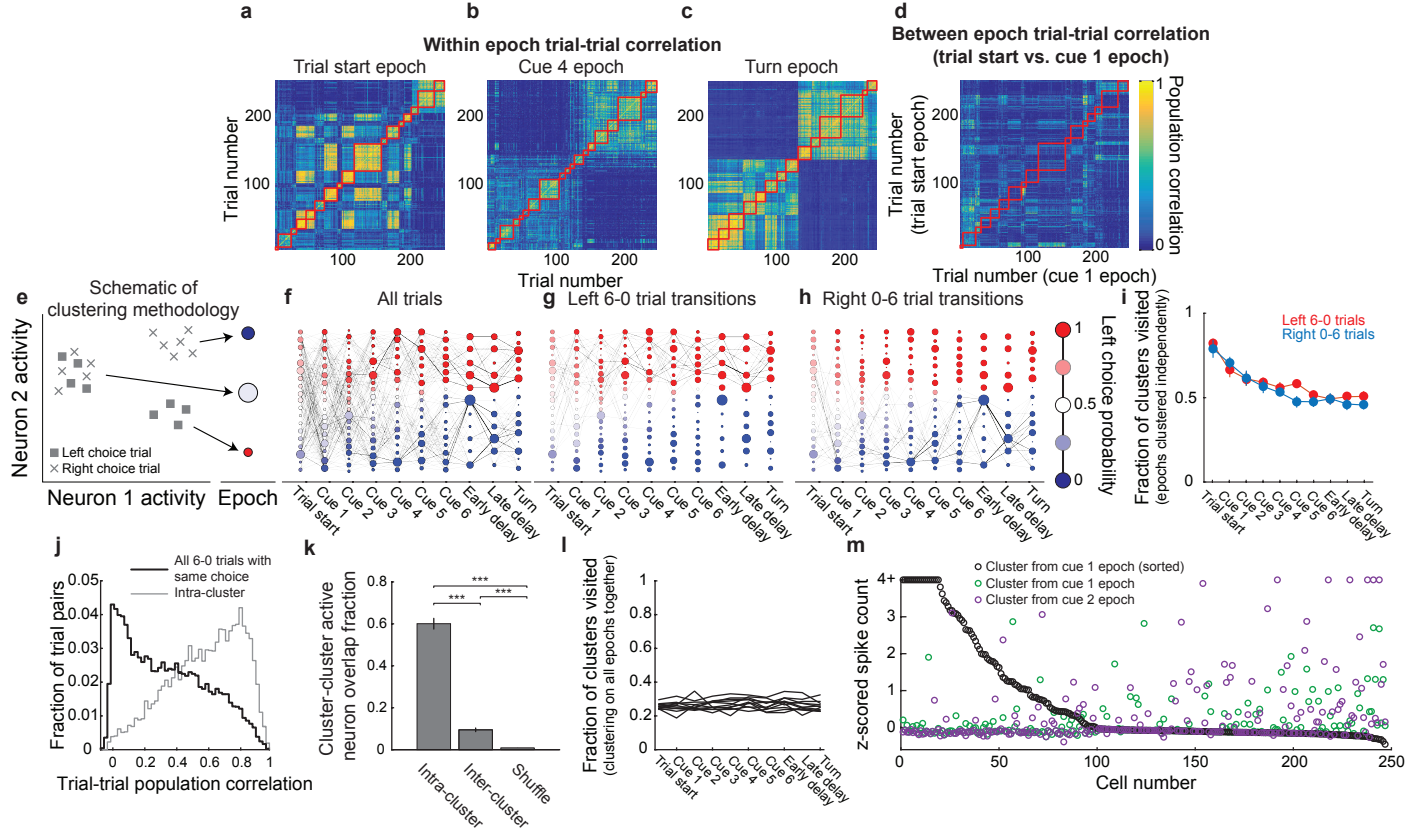 a
b
c
d
Within epoch trial-trial correlation
Between epoch trial-trial correlation
(trial start vs. cue 1 epoch)
Trial start epoch
Cue 4 epoch
Turn epoch
Trial number
200
100
100
200
200
100
100
200
Trial number
200
100
100
200
Trial number
(trial start epoch)
200
100
100
200
Trial number (cue 1 epoch)
1
0
Population correlation
e
Schematic of
clustering methodology
Neuron 2 activity
Left choice trial
Right choice trial
Neuron 1 activity
Epoch
f
All trials
Trial start
Cue 1
Cue 2
Cue 3
Cue 4
Cue 5
Cue 6
Early delay
Late delay
Turn
g
Left 6-0 trial transitions
Trial start
Cue 1
Cue 2
Cue 3
Cue 4
Cue 5
Cue 6
Early delay
Late delay
Turn
h
Right 0-6 trial transitions
Trial start
Cue 1
Cue 2
Cue 3
Cue 4
Cue 5
Cue 6
Early delay
Late delay
Turn
1
0.5
0
Left choice probability
i
Fraction of clusters visited
(epochs clustered independently)
1
0.5
0
Left 6-0 trials
Right 0-6 trials
Trial start
Cue 1
Cue 2
Cue 3
Cue 4
Cue 5
Cue 6
Early delay
Late delay
Turn
j
All 6-0 trials with
same choice
Intra-cluster
Fraction of trial pairs
0.05
0.04
0.03
0.02
0.01
0
0
0.2
0.4
0.6
0.8
1
Trial-trial population correlation
k
Cluster-cluster active
neuron overlap fraction
0.8
0.6
0.4
0.2
0
***
***
***
Intra-cluster
Inter-cluster
Shuffle
l
Fraction of clusters visited
(clustering on all epochs together)
1
0.8
0.6
0.4
0.2
0
Trial start
Cue 1
Cue 2
Cue 3
Cue 4
Cue 5
Cue 6
Early delay
Late delay
Turn
m
Cluster from cue 1 epoch (sorted)
Cluster from cue 1 epoch
Cluster from cue 2 epoch
z-scored spike count
4+
3
2
1
0
0
50
100
150
200
250
Cell number